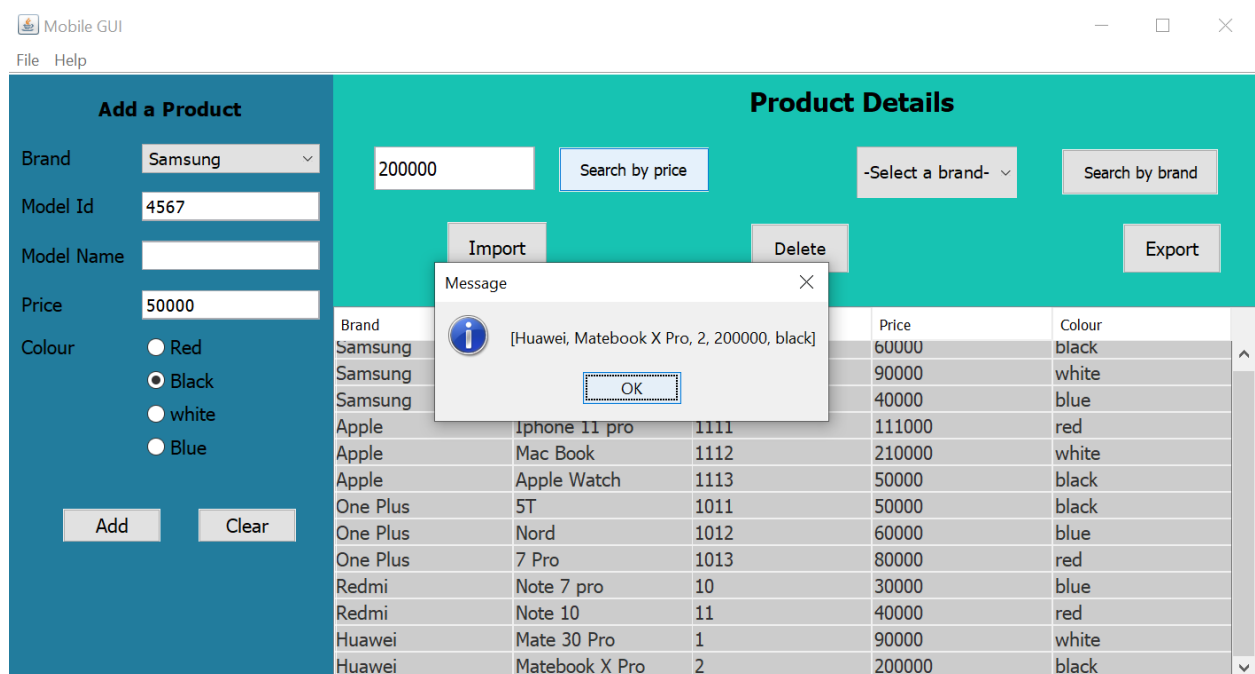 Mobile GUI
File Help
Add a Product
Brand Samsung
Model Id 4567
Model Name
Price 50000
Colour Red
Black
white
Blue
Add Clear
Product Details
200000 Search by price -Select a brand- Search by brand
Import Delete Export
Message
[Huawei, Matebook X Pro, 2, 200000, black]
OK
Brand Price Colour
Samsung 60000 black
Samsung 90000 white
Samsung 40000 blue
Apple Iphone 11 pro 1111 111000 red
Apple Mac Book 1112 210000 white
Apple Apple Watch 1113 50000 black
One Plus 5T 1011 50000 black
One Plus Nord 1012 60000 blue
One Plus 7 Pro 1013 80000 red
Redmi Note 7 pro 10 30000 blue
Redmi Note 10 11 40000 red
Huawei Mate 30 Pro 1 90000 white
Huawei Matebook X Pro 2 200000 black